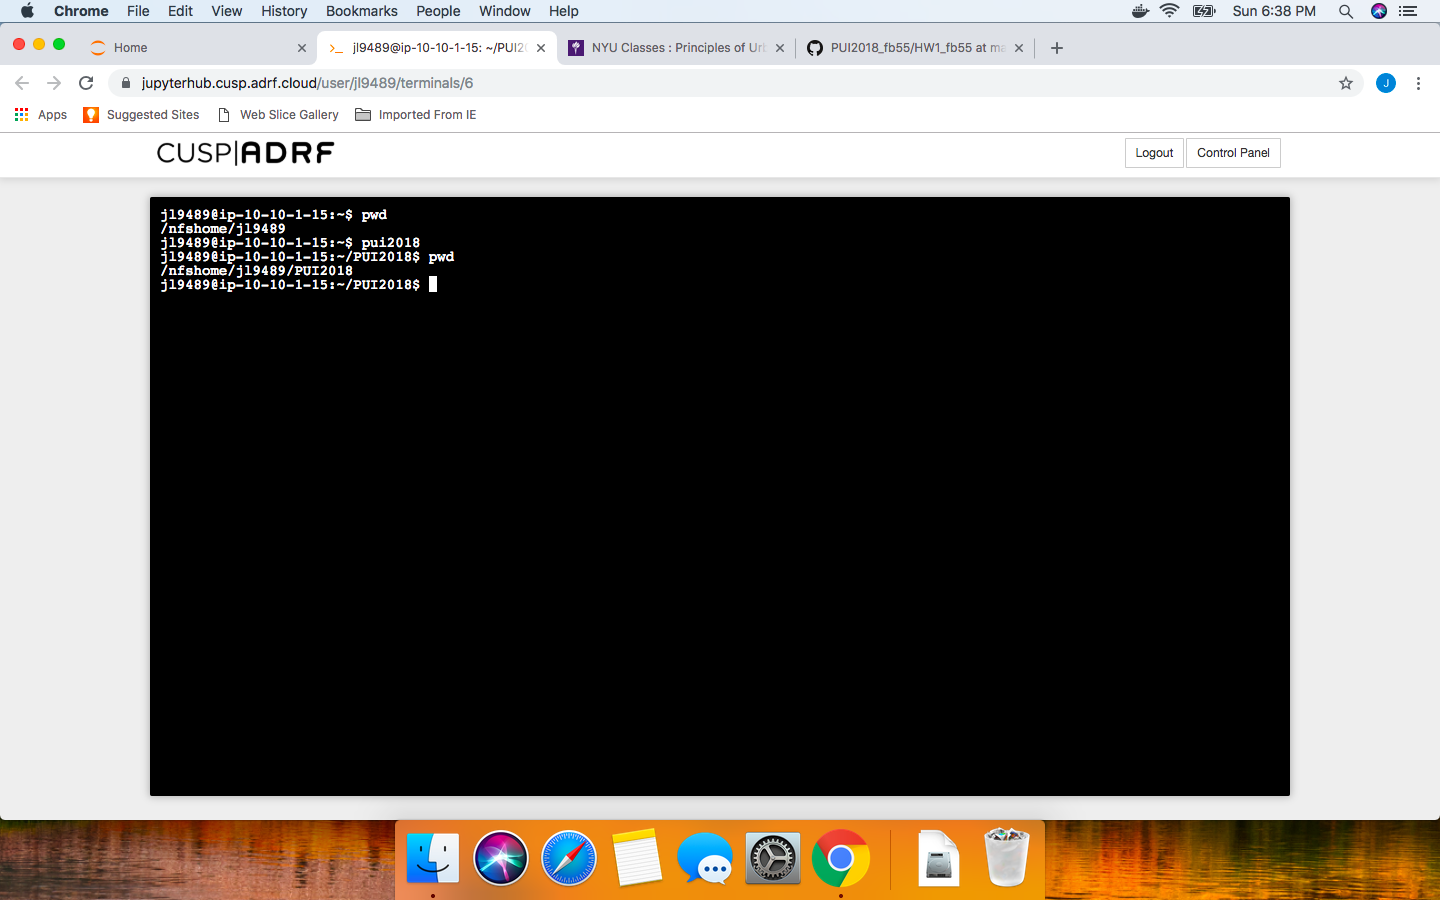 Chrome File Edit View History Bookmarks People Window Help Sun 6:38 PM
Home jl9489@ip-10-10-1-15: ~/PUI20 NYU Classes : Principles of Urb PUI2018_fb55/HW1_fb55 at ma
jupyterhub.cusp.adrf.cloud/user/jl9489/terminals/6 J
Apps Suggested Sites Web Slice Gallery Imported From IE
CUSP|ADRF Logout Control Panel
jl9489@ip-10-10-1-15:~$ pwd
/nfshome/jl9489
jl9489@ip-10-10-1-15:~$ pui2018
jl9489@ip-10-10-1-15:~/PUI2018$ pwd
/nfshome/jl9489/PUI2018
jl9489@ip-10-10-1-15:~/PUI2018$